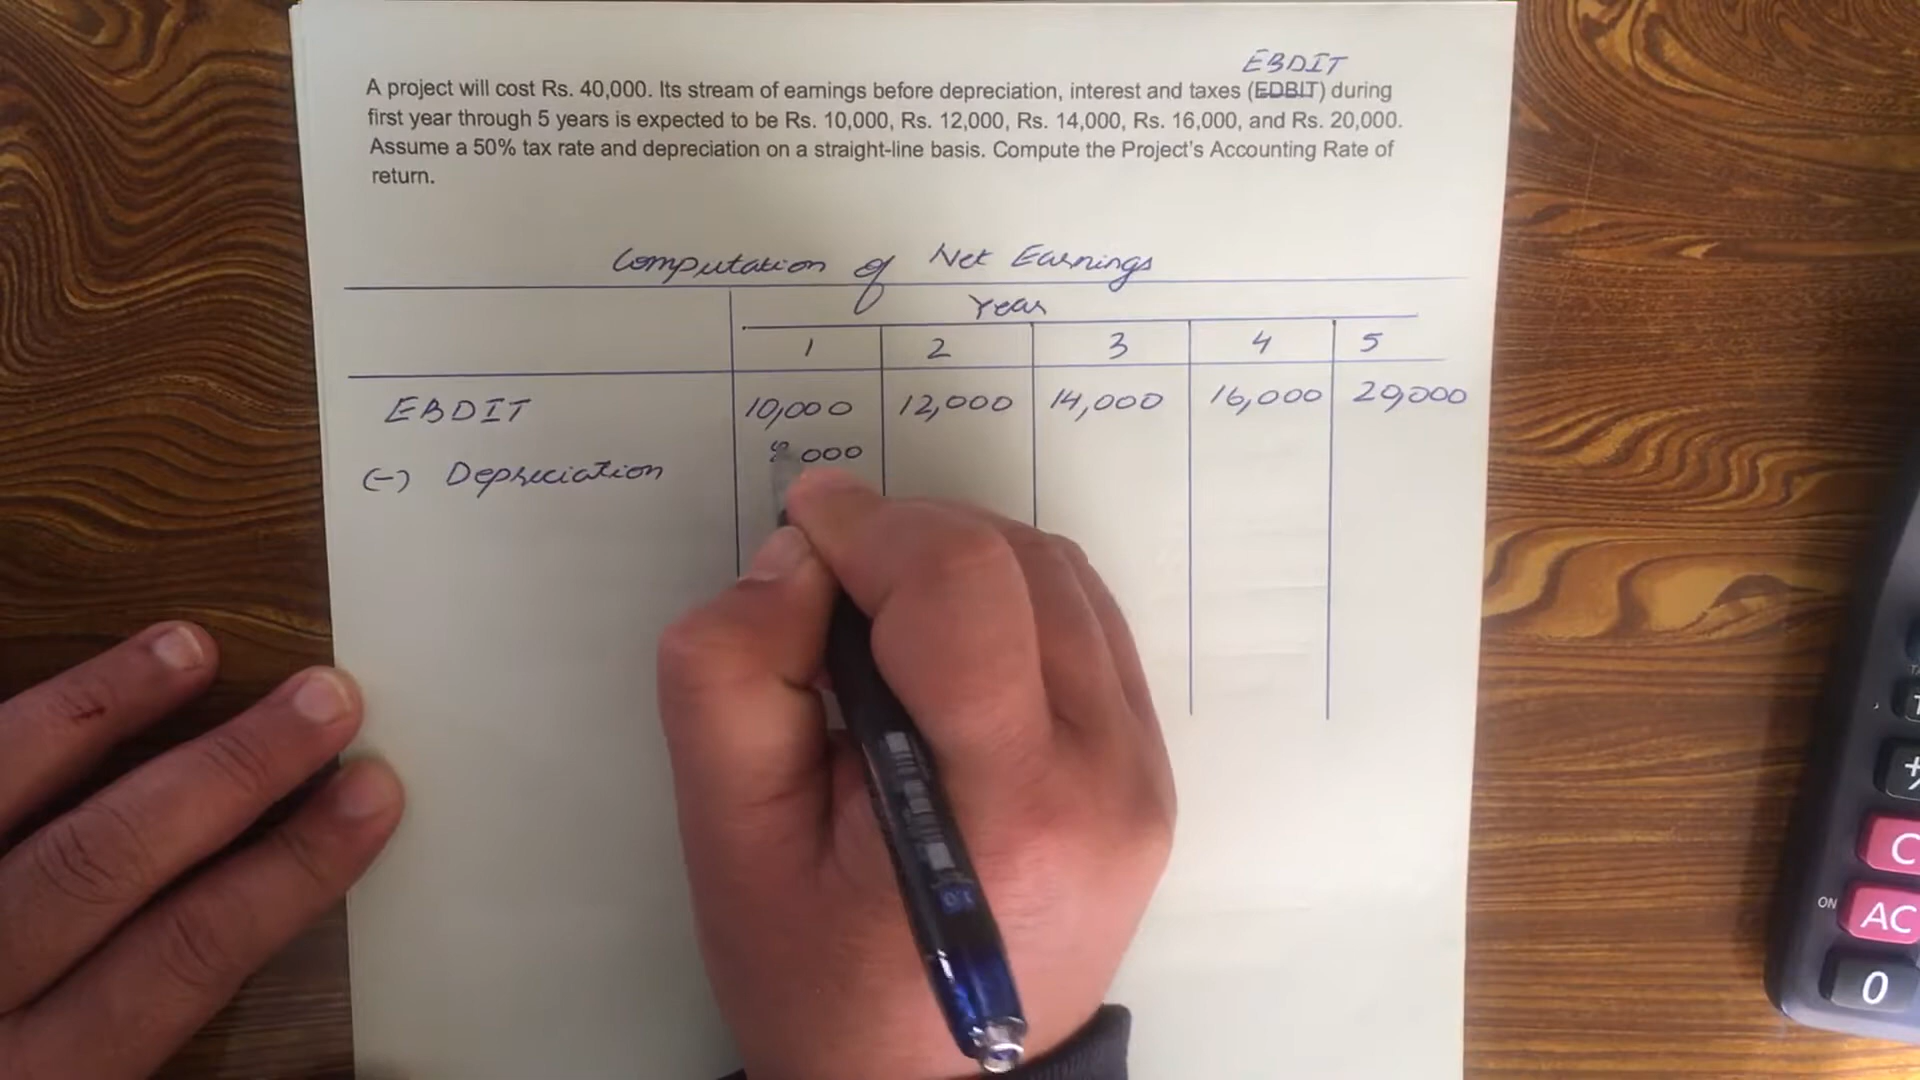 EBDIT
A project will cost Rs. 40,000. Its stream of earnings before depreciation, interest and taxes (EDBIT) during
first year through 5 years is expected to be Rs. 10,000, Rs. 12,000, Rs. 14,000, Rs. 16,000, and Rs. 20,000.
Assume a 50% tax rate and depreciation on a straight-line basis. Compute the Project's Accounting Rate of
return.
Computation of Net Earnings
Year
1 2 3 4 5
EBDIT 10,000 12,000 14,000 16,000 20,000
(-) Depreciation 8000
C
ON AC
0